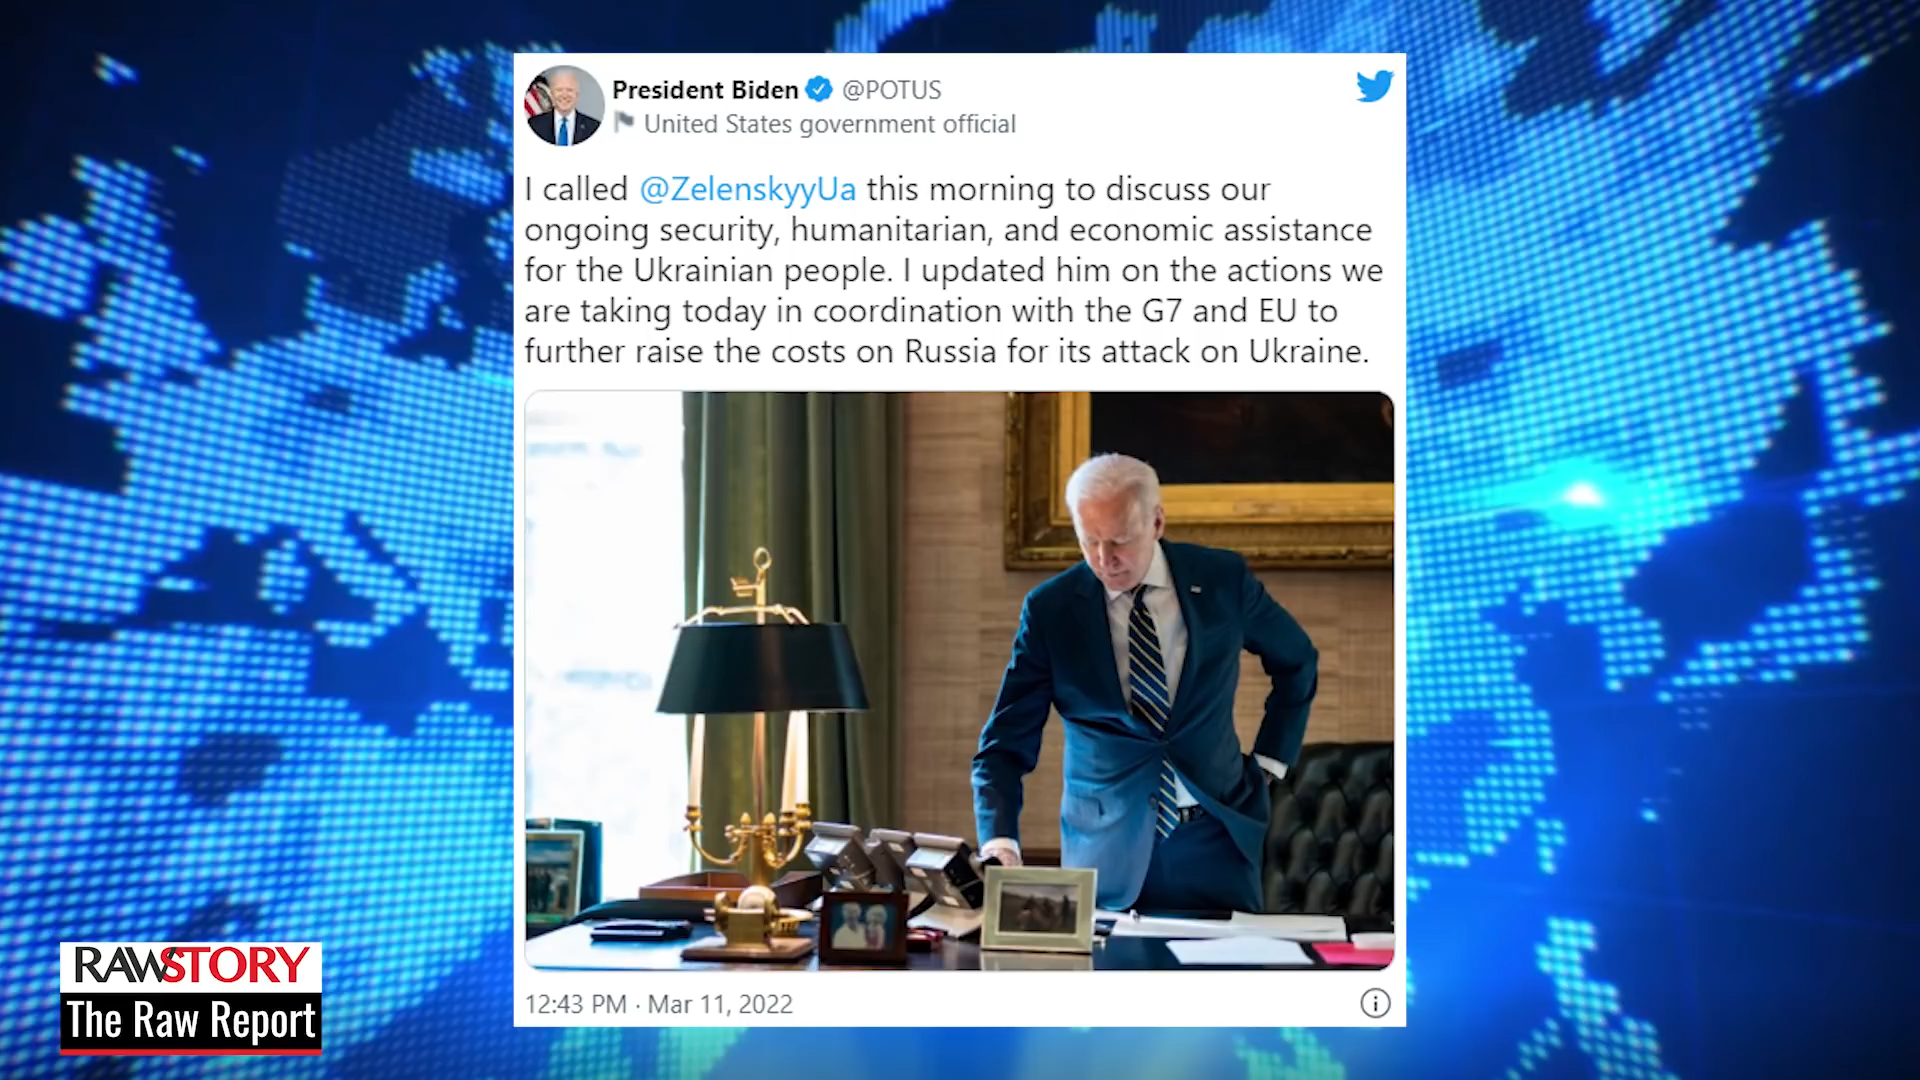 President Biden @POTUS
United States government official
I called @ZelenskyyUa this morning to discuss our
ongoing security, humanitarian, and economic assistance
for the Ukrainian people. I updated him on the actions we
are taking today in coordination with the G7 and EU to
further raise the costs on Russia for its attack on Ukraine.
12:43 PM · Mar 11, 2022
RAWSTORY
The Raw Report